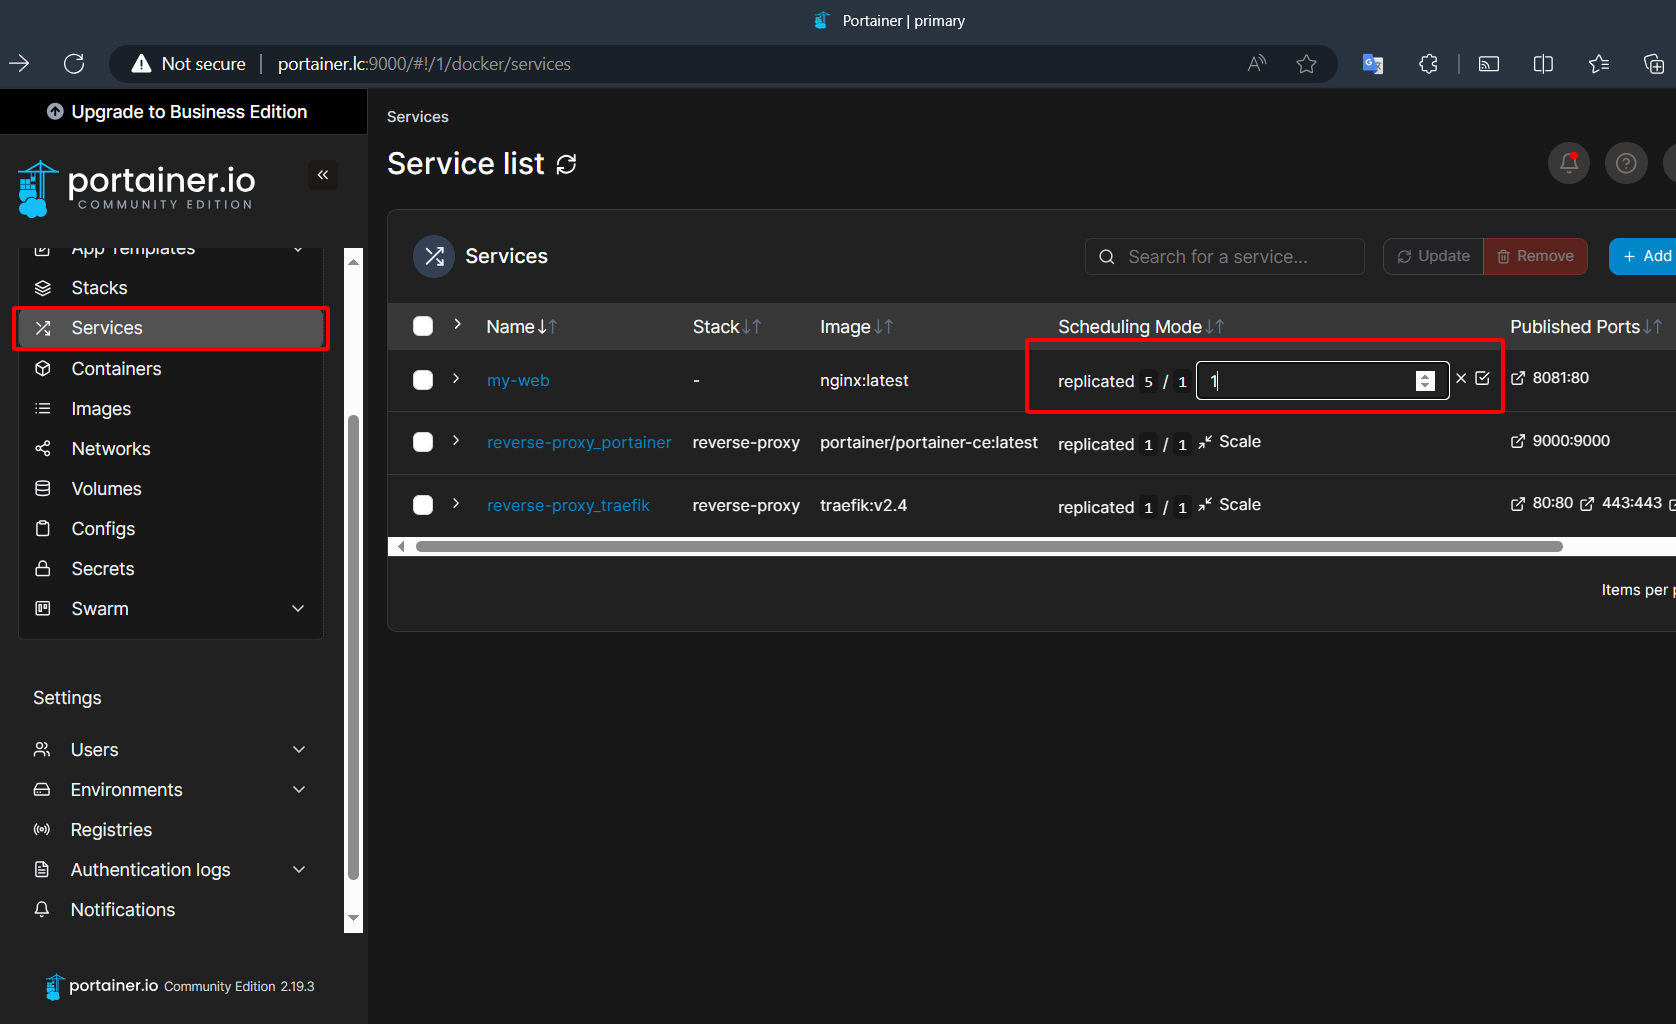 Portainer | primary
Not secure | portainer.lc:9000/#!/1/docker/services
Upgrade to Business Edition
portainer.io
COMMUNITY EDITION
App Templates
Stacks
Services
Containers
Images
Networks
Volumes
Configs
Secrets
Swarm
Settings
Users
Environments
Registries
Authentication logs
Notifications
portainer.io Community Edition 2.19.3
Services
Service list
Services
Search for a service...
Update
Remove
+ Add
Name Stack Image Scheduling Mode Published Ports
my-web - nginx:latest replicated 5 / 1 1 8081:80
reverse-proxy_portainer reverse-proxy portainer/portainer-ce:latest replicated 1 / 1 Scale 9000:9000
reverse-proxy_traefik reverse-proxy traefik:v2.4 replicated 1 / 1 Scale 80:80 443:443
Items per